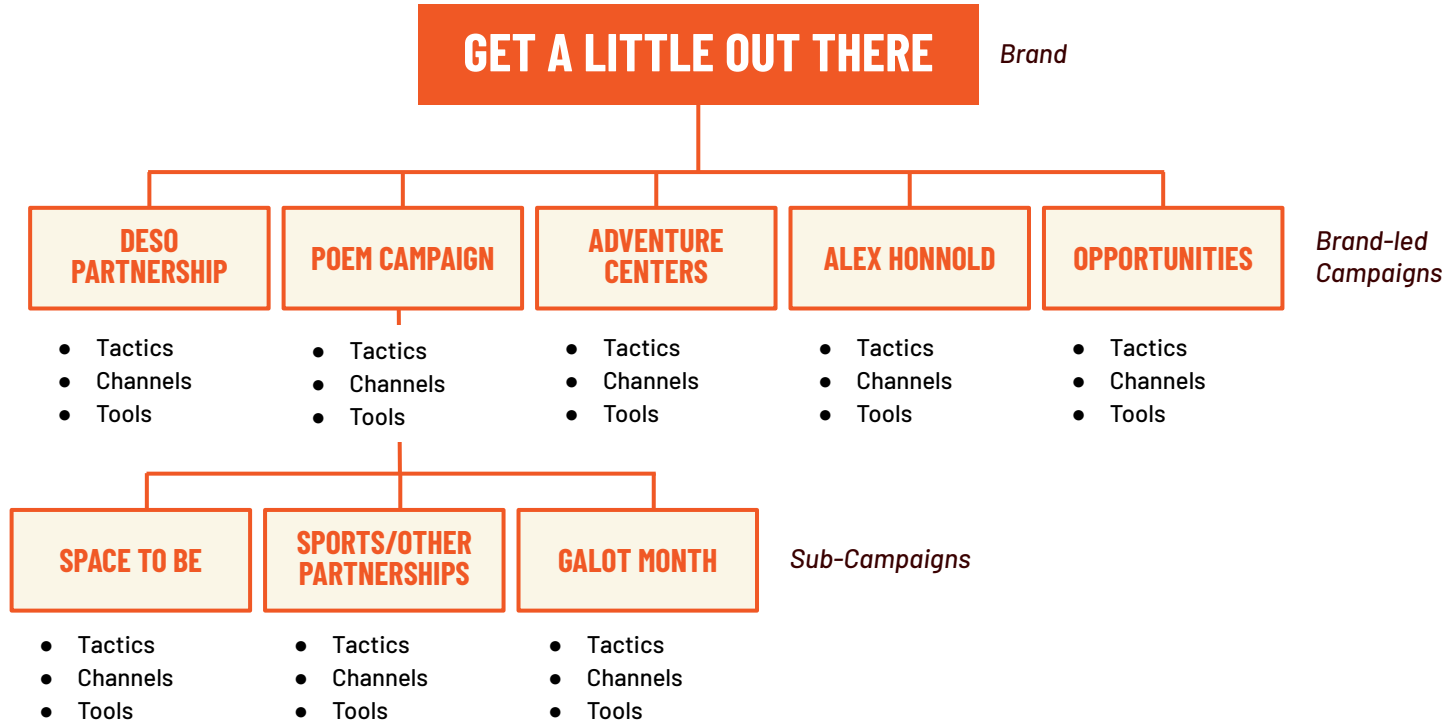 GET A LITTLE OUT THERE
Brand
DESO
PARTNERSHIP
POEM CAMPAIGN
ADVENTURE
CENTERS
ALEX HONNOLD
OPPORTUNITIES
Brand-led
Campaigns
● Tactics
● Channels
● Tools
● Tactics
● Channels
● Tools
● Tactics
● Channels
● Tools
● Tactics
● Channels
● Tools
● Tactics
● Channels
● Tools
SPACE TO BE
SPORTS/OTHER
PARTNERSHIPS
GALOT MONTH
Sub-Campaigns
● Tactics
● Channels
● Tools
● Tactics
● Channels
● Tools
● Tactics
● Channels
● Tools